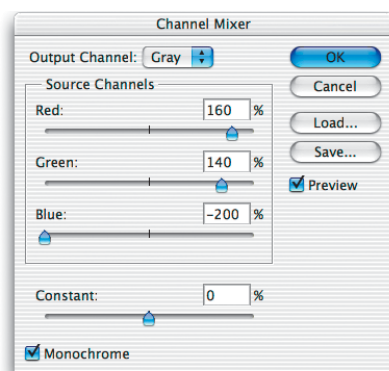 Channel Mixer
Output Channel: Gray
OK
Source Channels
Cancel
Red: 160 %
Load...
Green: 140 %
Save...
Preview
Blue: -200 %
Constant: 0 %
Monochrome